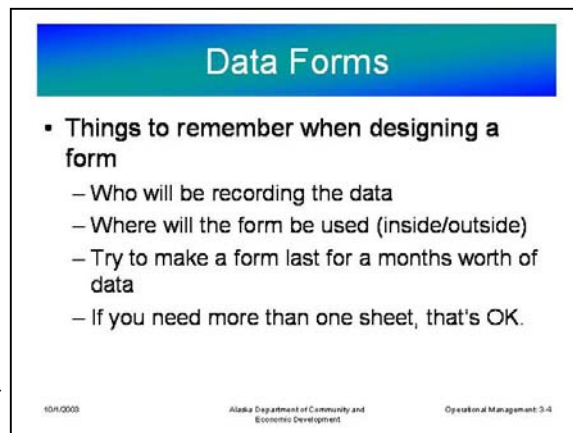 Data Forms
• Things to remember when designing a
form
– Who will be recording the data
– Where will the form be used (inside/outside)
– Try to make a form last for a months worth of
data
– If you need more than one sheet, that's OK.
10/1/2003
Alaska Department of Community and
Economic Development
Operational Management: 3-4